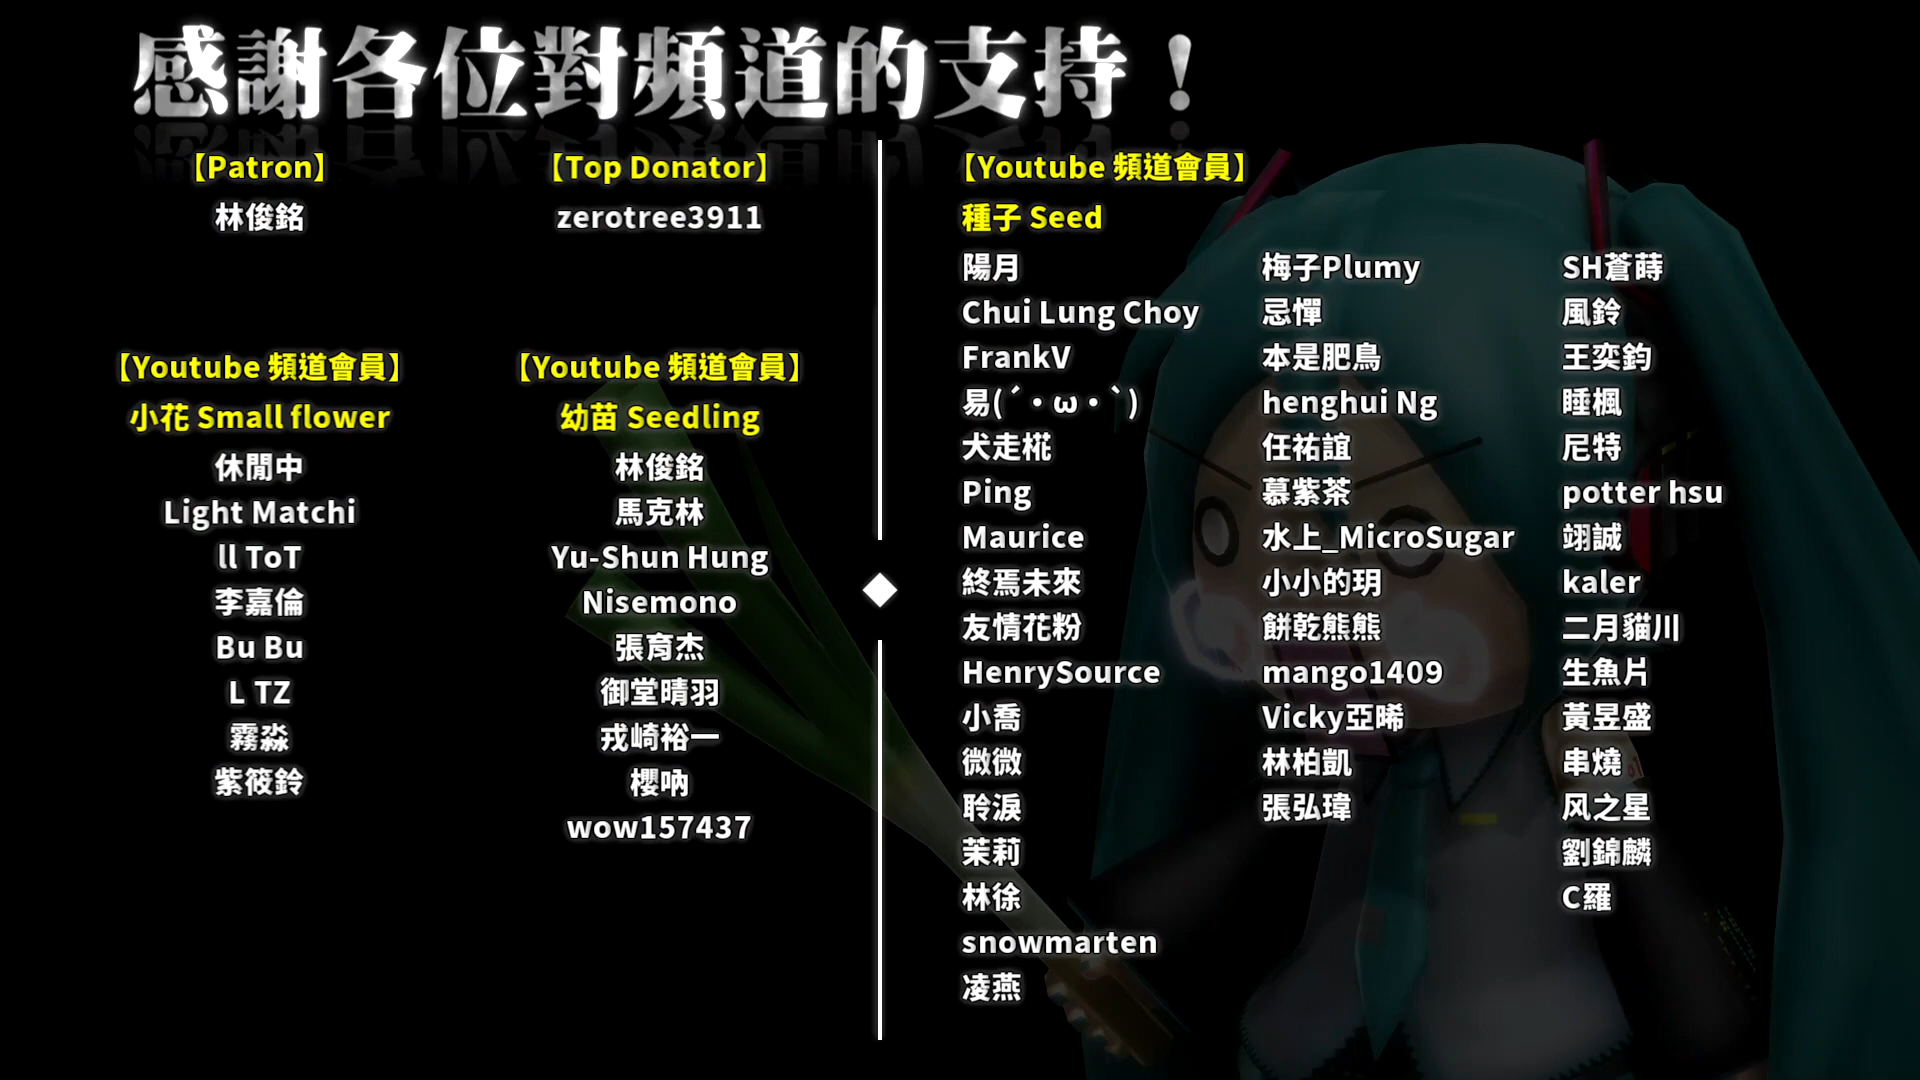 感謝各位對頻道的支持！
【Patron】
林俊銘
【Top Donator】
zerotree3911
【Youtube 頻道會員】
小花 Small flower
休閒中
Light Matchi
ll ToT
李嘉倫
Bu Bu
L TZ
霧淼
紫筱鈴
【Youtube 頻道會員】
幼苗 Seedling
林俊銘
馬克林
Yu-Shun Hung
Nisemono
張育杰
御堂晴羽
戎崎裕一
櫻吶
wow157437
【Youtube 頻道會員】
種子 Seed
陽月
Chui Lung Choy
FrankV
易(´・ω・`)
犬走椛
Ping
Maurice
終焉未來
友情花粉
HenrySource
小喬
微微
聆淚
茉莉
林徐
snowmarten
凌燕
梅子Plumy
忌憚
本是肥鳥
henghui Ng
任祐誼
慕紫茶
水上_MicroSugar
小小的玥
餅乾熊熊
mango1409
Vicky亞晞
林柏凱
張弘瑋
SH蒼蒔
風鈴
王奕鈞
睡楓
尼特
potter hsu
翊誠
kaler
二月貓川
生魚片
黃昱盛
串燒
风之星
劉錦麟
C羅